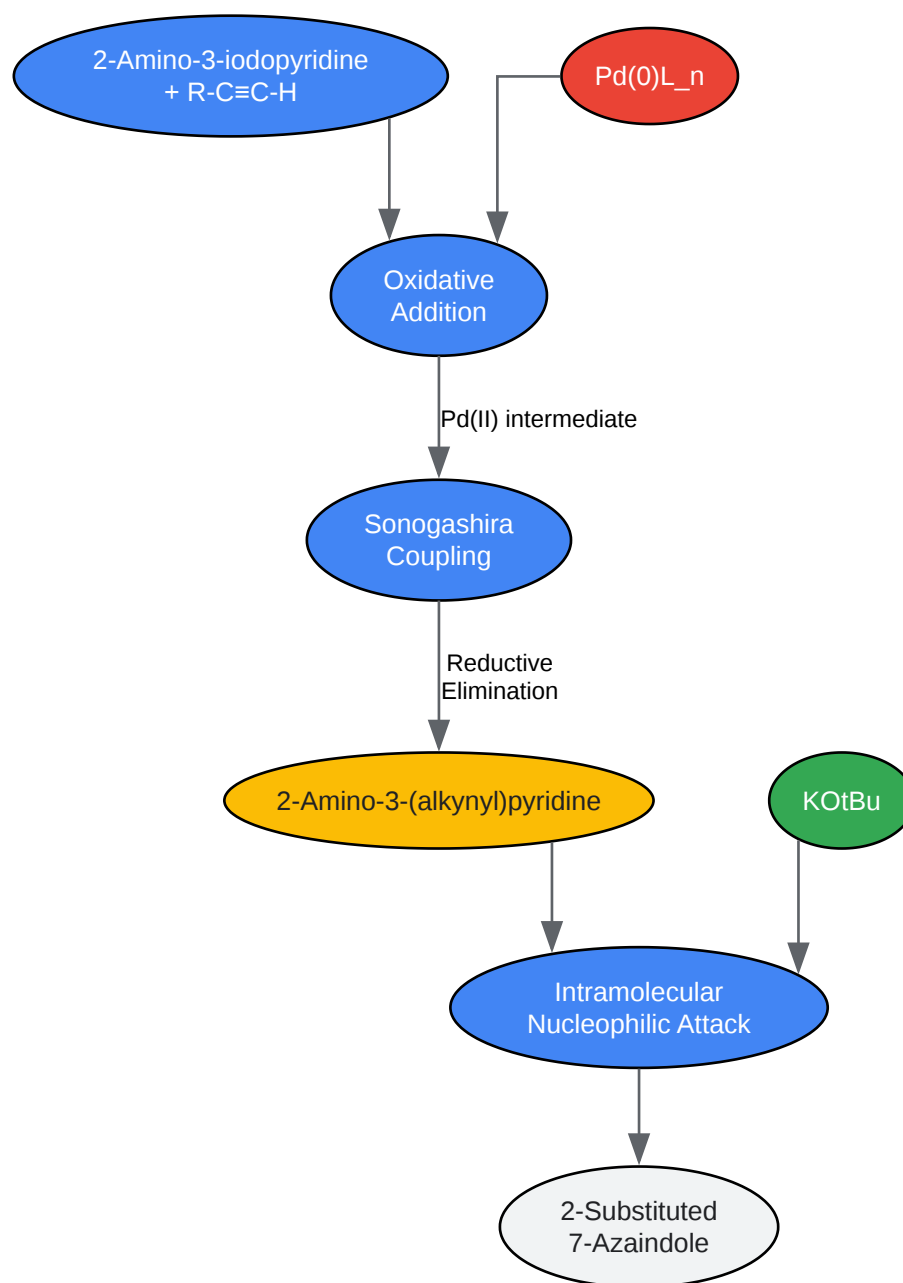 2-Amino-3-iodopyridine
+ R-C≡C-H
Pd(0)L_n
Oxidative
Addition
Pd(II) intermediate
Sonogashira
Coupling
Reductive
Elimination
2-Amino-3-(alkynyl)pyridine
KOtBu
Intramolecular
Nucleophilic Attack
2-Substituted
7-Azaindole